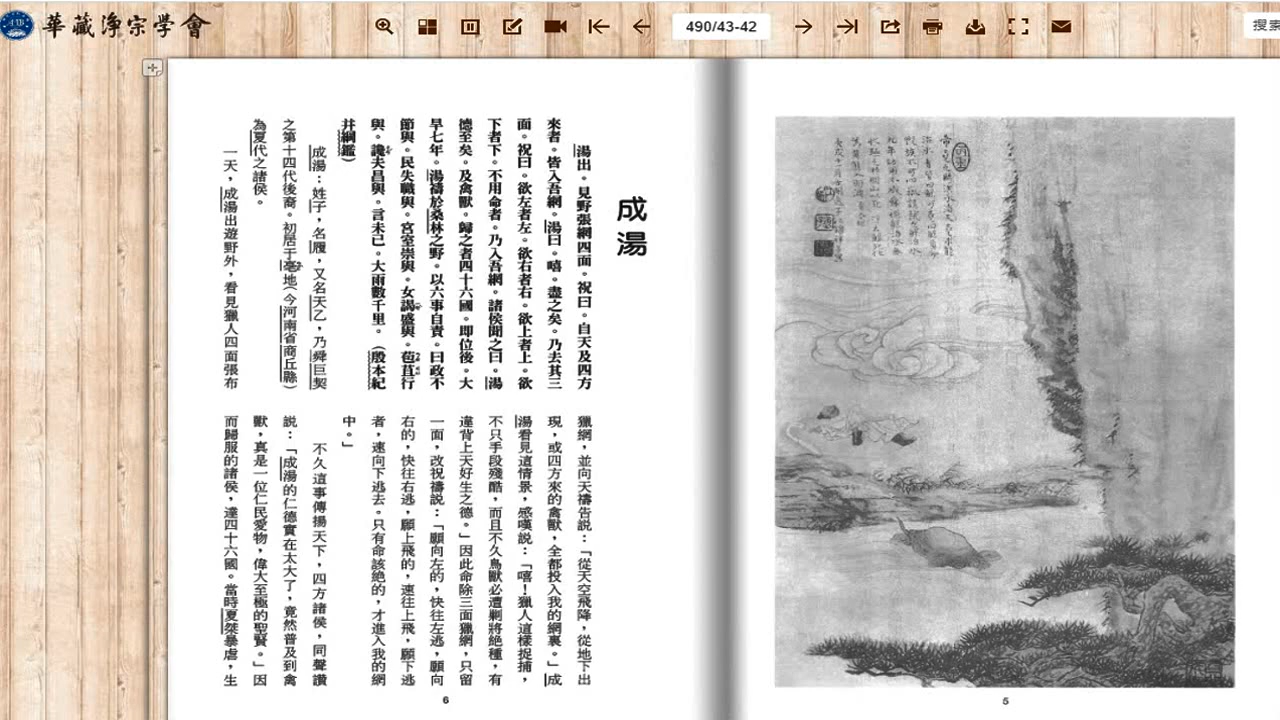 華藏淨宗學會
490/43-42
搜索
成湯
湯出。見野張網四面。祝曰。自天及四方
來者。皆入吾網。湯曰。嘻。盡之矣。乃去其三
面。祝曰。欲左者左。欲右者右。欲上者上。欲
下者下。不用命者。乃入吾網。諸侯聞之曰。湯
德至矣。及禽獸。歸之者四十六國。即位後。大
旱七年。湯禱於桑林之野。以六事自責。曰政不
節與。民失職與。宮室崇與。女謁盛與。苞苴行
與。讒夫昌與。言未已。大雨數千里。（殷本紀
并綱鑑）
成湯：姓子，名履，又名天乙，乃舜臣契
之第十四代後裔。初居于亳地（今河南省商丘縣）
為夏代之諸侯。
一天，成湯出遊野外，看見獵人四面張布
獵網，並向天禱告說：「從天空飛降，從地下出
現，或四方來的禽獸，全都投入我的網裏。」成
湯看見這情景，感嘆說：「嘻！獵人這樣捉捕，
不只手段殘酷，而且不久鳥獸必遭剿將絕種，有
違背上天好生之德。」因此命除三面獵網，只留
一面，改祝禱説：「願向左的，快往左逃，願向
右的，快往右逃，願上飛的，速往上飛，願下逃
者，速向下逃去。只有命該絕的，才進入我的網
中。」
不久這事傳揚天下，四方諸侯，同聲讚
説：「成湯的仁德實在太大了，竟然普及到禽
獸，真是一位仁民愛物，偉大至極的聖賢。」因
而歸服的諸侯，達四十六國。當時夏桀暴虐，生
6
5